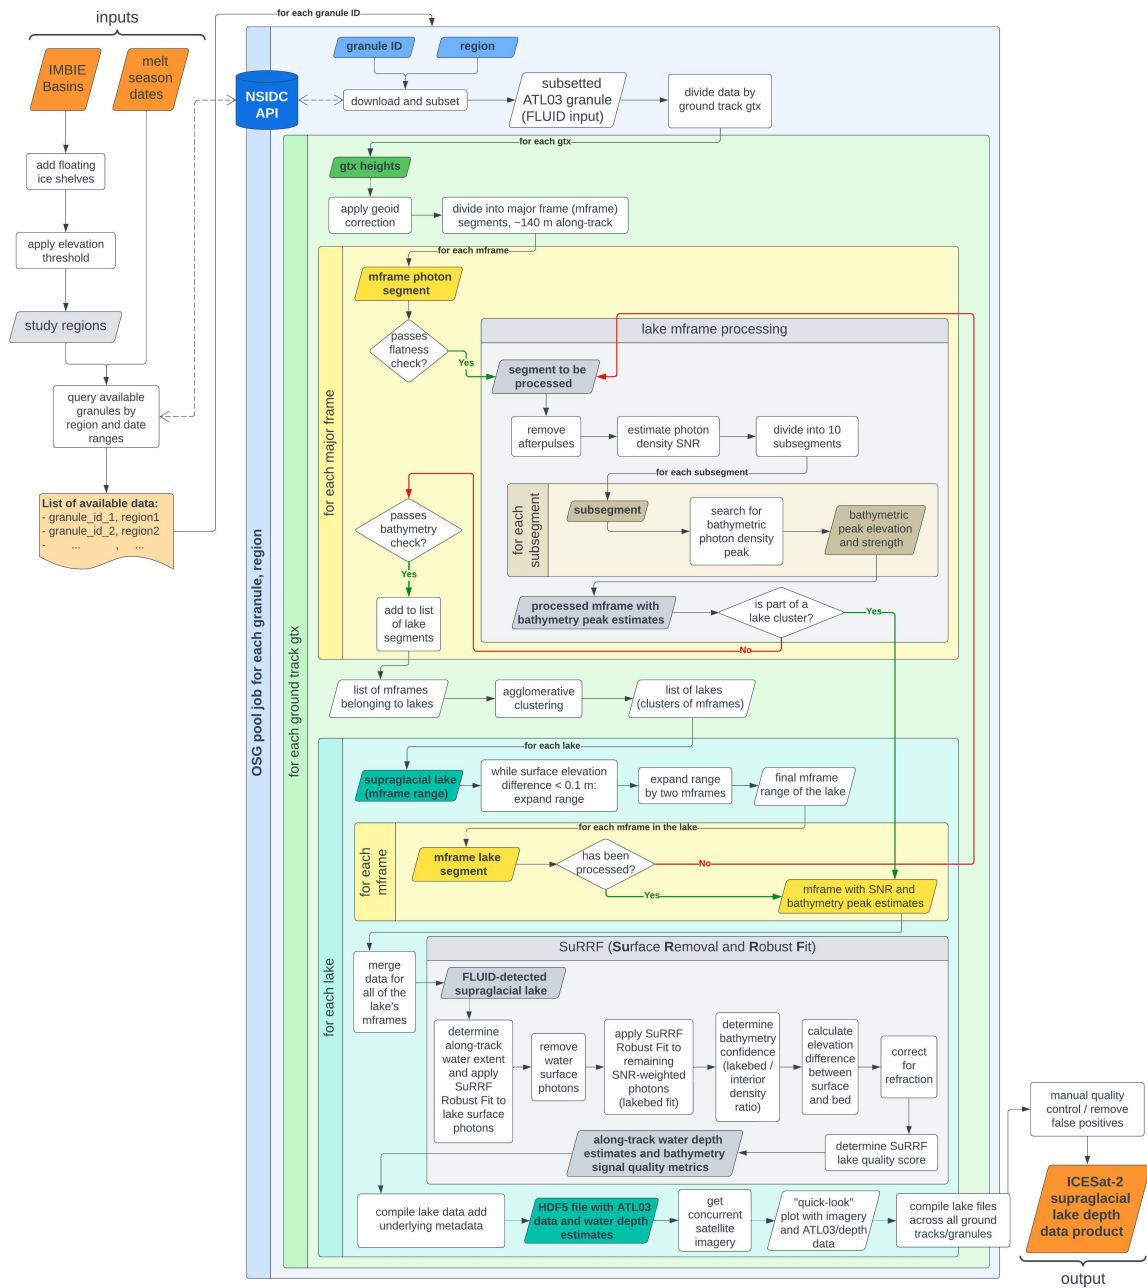 inputs
IMBIE
Basins
melt
season
dates
add floating
ice shelves
apply elevation
threshold
study regions
query available
granules by
region and date
ranges
List of available data:
- granule_id_1, region1
- granule_id_2, region2
- ... , ...
for each granule ID
OSG pool job for each granule, region
granule ID
region
NSIDC
API
download and subset
subsetted
ATL03 granule
(FLUID input)
divide data by
ground track gtx
for each gtx
for each ground track gtx
gtx heights
apply geoid
correction
divide into major frame (mframe)
segments, ~140 m along-track
for each mframe
for each major frame
mframe photon
segment
passes
flatness
check?
Yes
lake mframe processing
segment to be
processed
remove
afterpulses
estimate photon
density SNR
divide into 10
subsegments
for each subsegment
for each
subsegment
subsegment
search for
bathymetric
photon density
peak
bathymetric
peak elevation
and strength
processed mframe with
bathymetry peak estimates
is part of a
lake cluster?
Yes
No
passes
bathymetry
check?
Yes
add to list
of lake
segments
list of mframes
belonging to lakes
agglomerative
clustering
list of lakes
(clusters of mframes)
for each lake
for each lake
supraglacial lake
(mframe range)
while surface elevation
difference < 0.1 m:
expand range
expand range
by two mframes
final mframe
range of the lake
for each mframe in the lake
for each
mframe
mframe lake
segment
has been
processed?
No
Yes
mframe with SNR and
bathymetry peak estimates
merge
data for
all of the
lake's
mframes
SuRRF (Surface Removal and Robust Fit)
FLUID-detected
supraglacial lake
determine
along-track
water extent
and apply
SuRRF
Robust Fit to
lake surface
photons
remove
water
surface
photons
apply SuRRF
Robust Fit to
remaining
SNR-weighted
photons
(lakebed fit)
determine
bathymetry
confidence
(lakebed /
interior
density
ratio)
calculate
elevation
difference
between
surface
and bed
correct
for
refraction
determine SuRRF
lake quality score
along-track water depth
estimates and bathymetry
signal quality metrics
compile lake data add
underlying metadata
HDF5 file with ATL03
data and water depth
estimates
get
concurrent
satellite
imagery
"quick-look"
plot with imagery
and ATL03/depth
data
compile lake files
across all ground
tracks/granules
manual quality
control / remove
false positives
ICESat-2
supraglacial
lake depth
data product
output